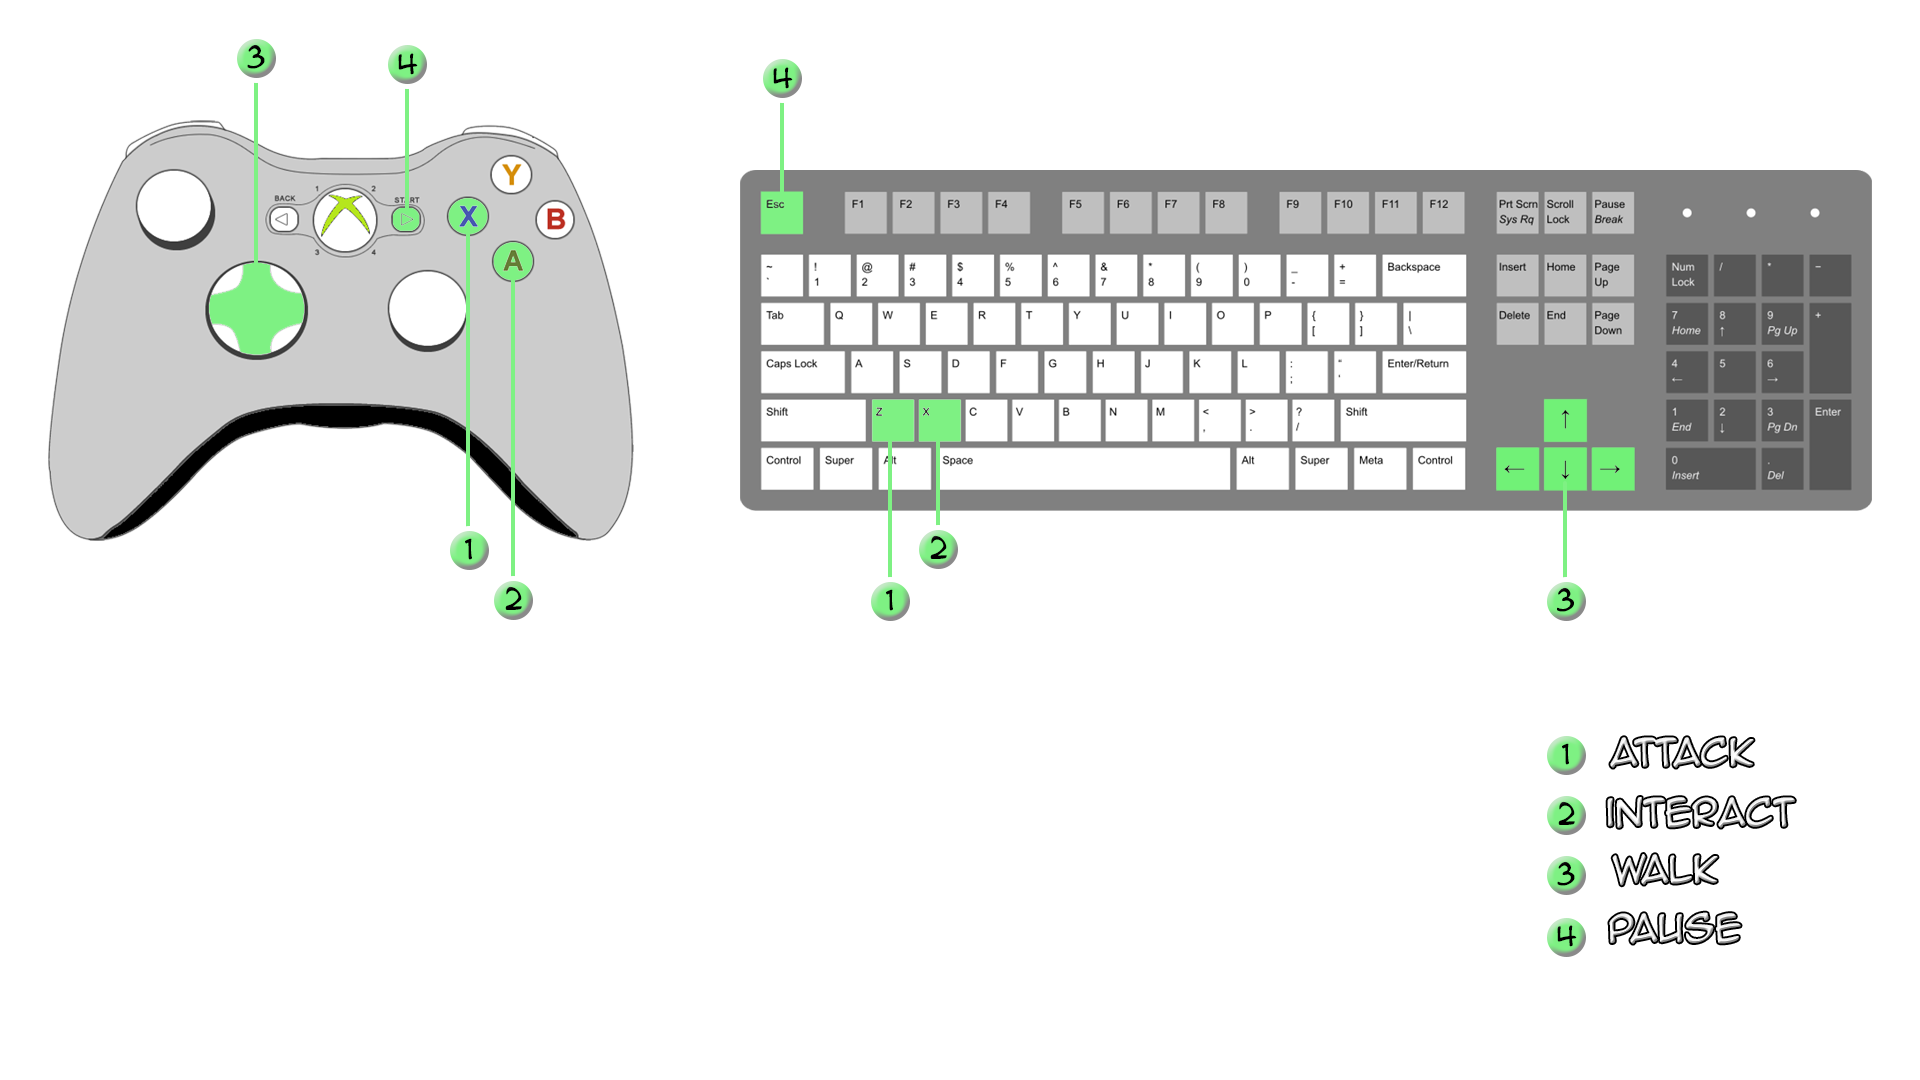 3
4
4
BACK
1
2
START
3
4
Y
X
B
A
1
2
Esc
F1 F2 F3 F4 F5 F6 F7 F8 F9 F10 F11 F12
Prt Scrn Scroll Pause
Sys Rq Lock Break
~ ! @ # $ % ^ & * ( ) _ + Backspace
` 1 2 3 4 5 6 7 8 9 0 - =
Insert Home Page
Up
Num / * −
Lock
Tab Q W E R T Y U I O P { } |
[ ] \
Delete End Page
Down
7 8 9 +
Home ↑ Pg Up
Caps Lock A S D F G H J K L : " Enter/Return
; '
4 5 6
← →
Shift Z X C V B N M < > ? Shift
, . /
↑
1 2 3 Enter
End ↓ Pg Dn
Control Super Alt Space Alt Super Meta Control
← ↓ →
0 .
Insert Del
1
2
3
1 ATTACK
2 INTERACT
3 WALK
4 PAUSE